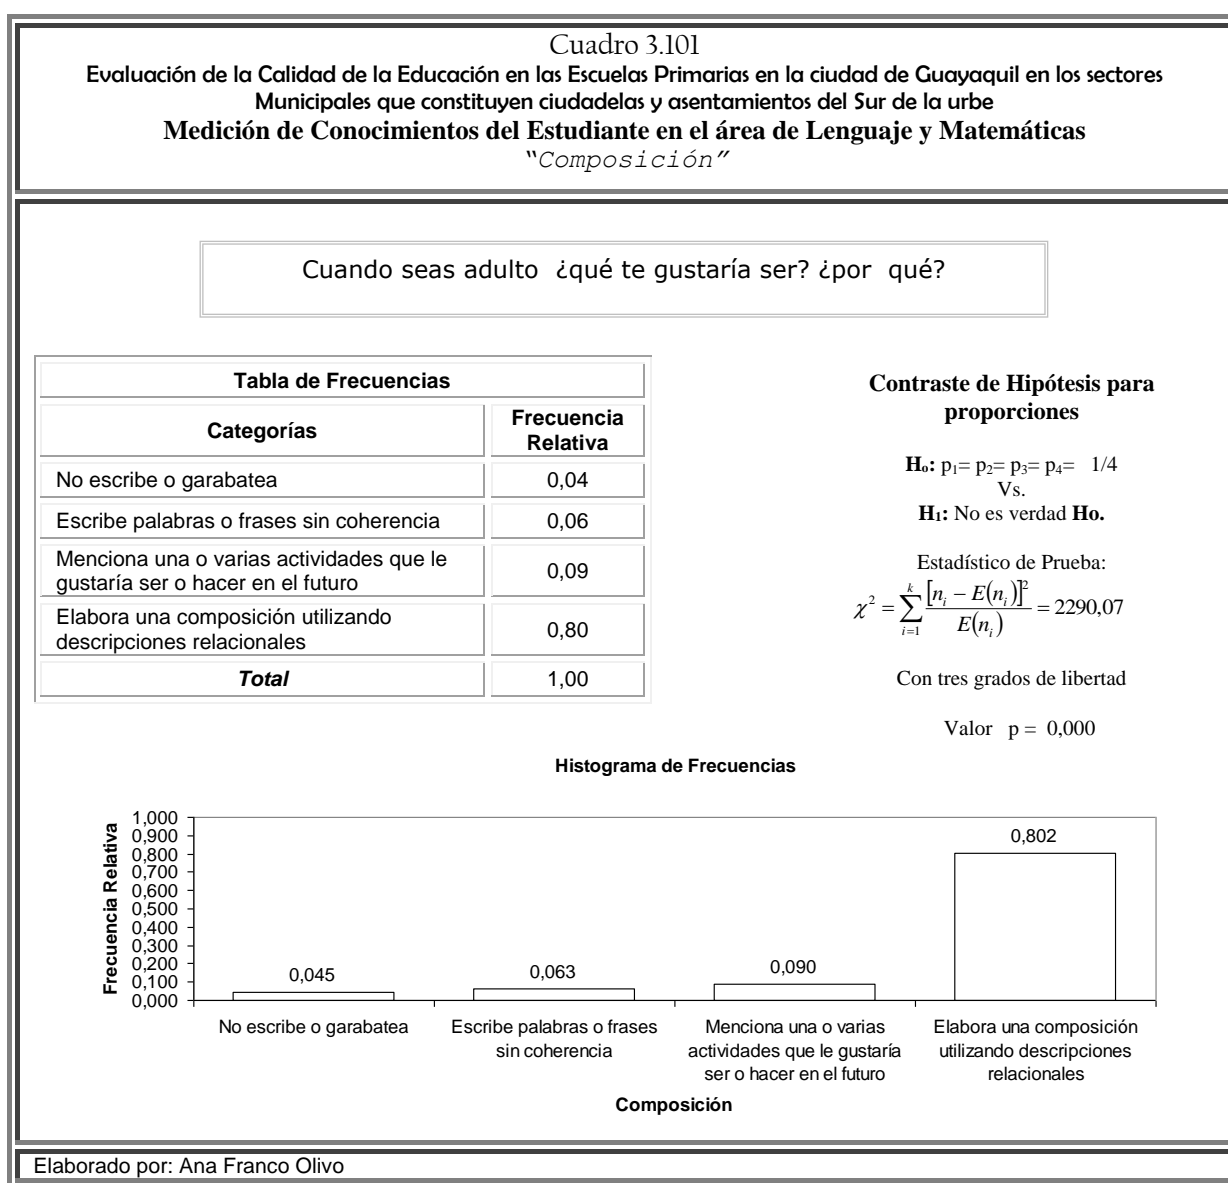 Cuadro 3.101
Evaluación de la Calidad de la Educación en las Escuelas Primarias en la ciudad de Guayaquil en los sectores
Municipales que constituyen ciudadelas y asentamientos del Sur de la urbe
Medición de Conocimientos del Estudiante en el área de Lenguaje y Matemáticas
“Composición”
Cuando seas adulto ¿qué te gustaría ser? ¿por qué?
Tabla de Frecuencias
Categorías Frecuencia
Relativa
No escribe o garabatea 0,04
Escribe palabras o frases sin coherencia 0,06
Menciona una o varias actividades que le
gustaría ser o hacer en el futuro 0,09
Elabora una composición utilizando
descripciones relacionales 0,80
Total 1,00
Contraste de Hipótesis para
proporciones
Ho: p1= p2= p3= p4= 1/4
Vs.
H1: No es verdad Ho.
Estadístico de Prueba:
χ² = ∑ i=1 k [ni − E(ni)]² / E(ni) = 2290,07
Con tres grados de libertad
Valor p = 0,000
Histograma de Frecuencias
Frecuencia Relativa
1,000
0,900
0,800
0,700
0,600
0,500
0,400
0,300
0,200
0,100
0,000
0,045
0,063
0,090
0,802
No escribe o garabatea
Escribe palabras o frases
sin coherencia
Menciona una o varias
actividades que le gustaría
ser o hacer en el futuro
Elabora una composición
utilizando descripciones
relacionales
Composición
Elaborado por: Ana Franco Olivo